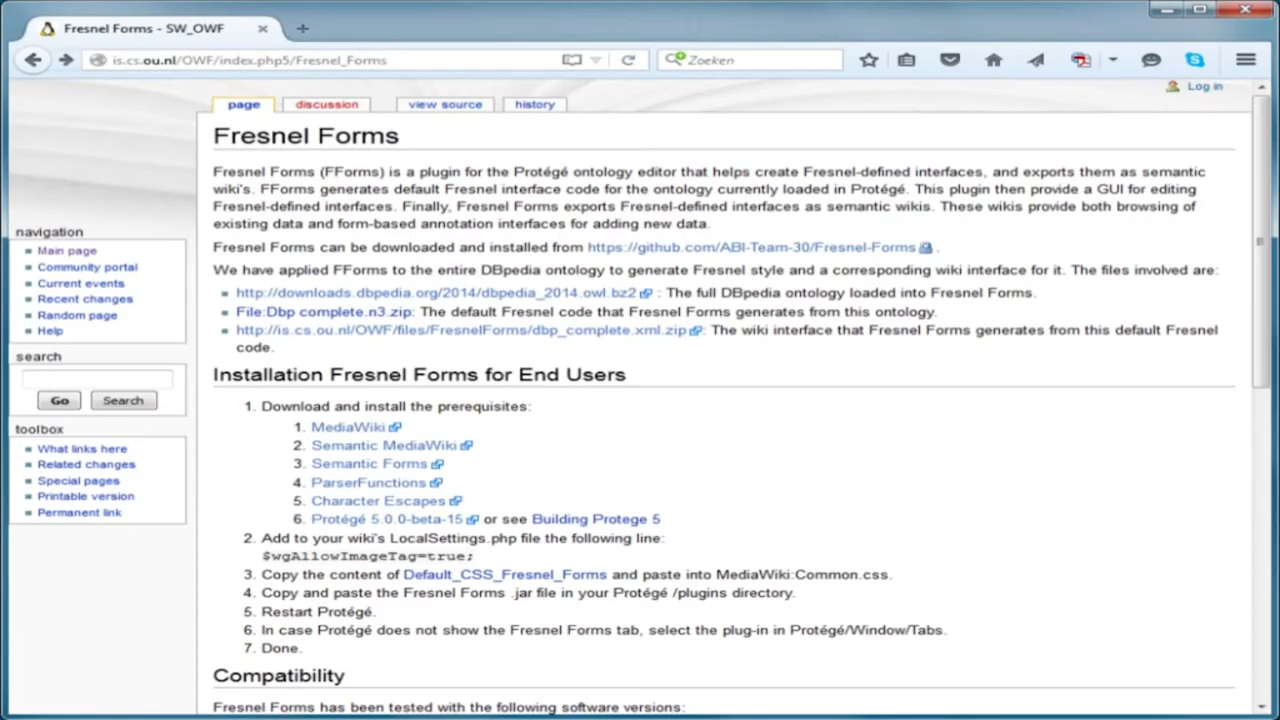 Fresnel Forms - SW_OWF
is.cs.ou.nl/OWF/index.php5/Fresnel_Forms
Zoeken
Log in
page
discussion
view source
history
Fresnel Forms
Fresnel Forms (FForms) is a plugin for the Protégé ontology editor that helps create Fresnel-defined interfaces, and exports them as semantic
wiki's. FForms generates default Fresnel interface code for the ontology currently loaded in Protégé. This plugin then provide a GUI for editing
Fresnel-defined interfaces. Finally, Fresnel Forms exports Fresnel-defined interfaces as semantic wikis. These wikis provide both browsing of
existing data and form-based annotation interfaces for adding new data.
Fresnel Forms can be downloaded and installed from https://github.com/ABI-Team-30/Fresnel-Forms .
We have applied FForms to the entire DBpedia ontology to generate Fresnel style and a corresponding wiki interface for it. The files involved are:
http://downloads.dbpedia.org/2014/dbpedia_2014.owl.bz2 : The full DBpedia ontology loaded into Fresnel Forms.
File:Dbp complete.n3.zip: The default Fresnel code that Fresnel Forms generates from this ontology.
http://is.cs.ou.nl/OWF/files/FresnelForms/dbp_complete.xml.zip : The wiki interface that Fresnel Forms generates from this default Fresnel
code.
Installation Fresnel Forms for End Users
1. Download and install the prerequisites:
1. MediaWiki
2. Semantic MediaWiki
3. Semantic Forms
4. ParserFunctions
5. Character Escapes
6. Protégé 5.0.0-beta-15 or see Building Protege 5
2. Add to your wiki's LocalSettings.php file the following line:
$wgAllowImageTag=true;
3. Copy the content of Default_CSS_Fresnel_Forms and paste into MediaWiki:Common.css.
4. Copy and paste the Fresnel Forms .jar file in your Protégé /plugins directory.
5. Restart Protégé.
6. In case Protégé does not show the Fresnel Forms tab, select the plug-in in Protégé/Window/Tabs.
7. Done.
Compatibility
Fresnel Forms has been tested with the following software versions:
navigation
Main page
Community portal
Current events
Recent changes
Random page
Help
search
Go
Search
toolbox
What links here
Related changes
Special pages
Printable version
Permanent link